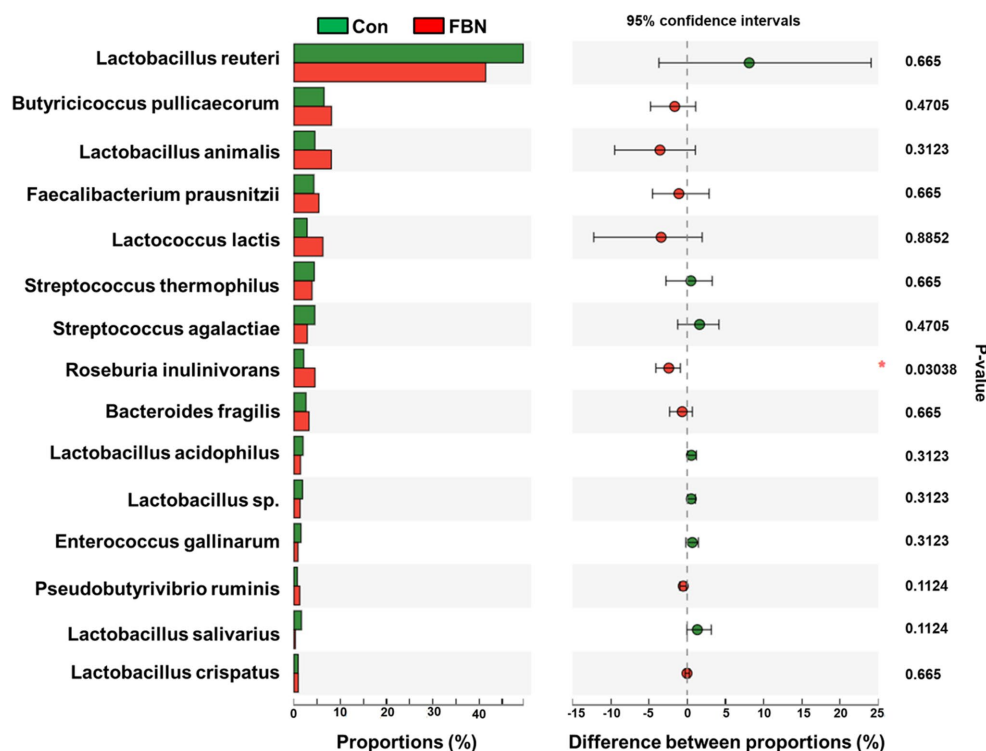 Con FBN
95% confidence intervals
Lactobacillus reuteri 0.665
Butyricicoccus pullicaecorum 0.4705
Lactobacillus animalis 0.3123
Faecalibacterium prausnitzii 0.665
Lactococcus lactis 0.8852
Streptococcus thermophilus 0.665
Streptococcus agalactiae 0.4705
Roseburia inulinivorans * 0.03038
Bacteroides fragilis 0.665
Lactobacillus acidophilus 0.3123
Lactobacillus sp. 0.3123
Enterococcus gallinarum 0.3123
Pseudobutyrivibrio ruminis 0.1124
Lactobacillus salivarius 0.1124
Lactobacillus crispatus 0.665
P-value
0 10 20 30 40 -15 -10 -5 0 5 10 15 20 25
Proportions (%) Difference between proportions (%)